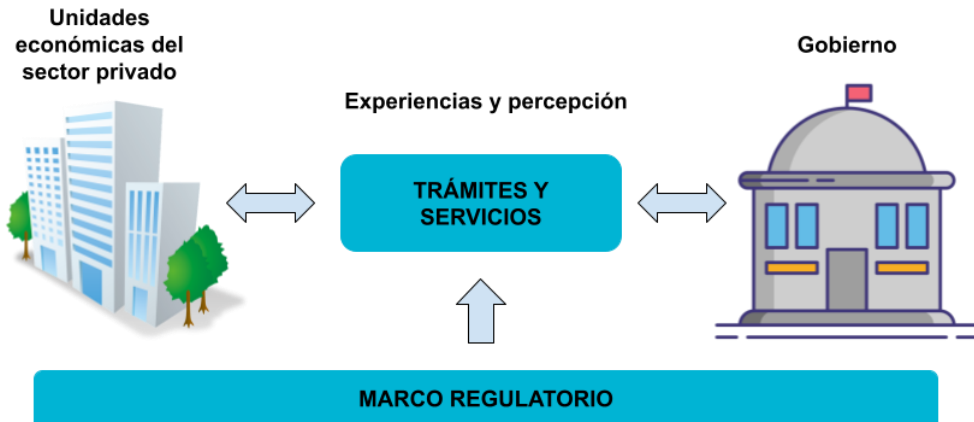 Unidades
económicas del
sector privado
Gobierno
Experiencias y percepción
TRÁMITES Y
SERVICIOS
MARCO REGULATORIO